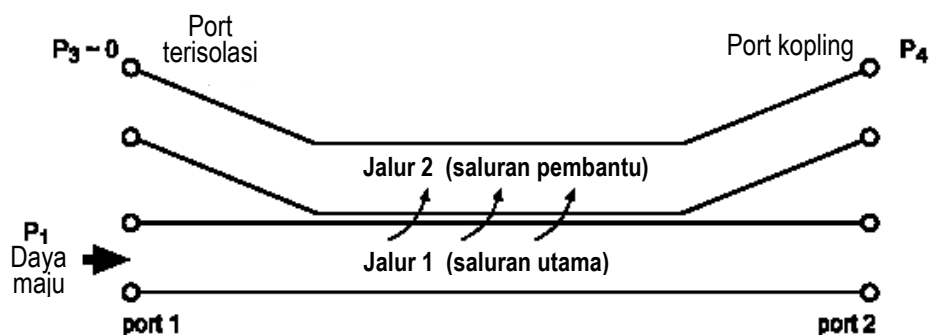 P3 ~ 0
Port
terisolasi
Port kopling
P4
Jalur 2 (saluran pembantu)
P1
Daya
maju
Jalur 1 (saluran utama)
port 1
port 2